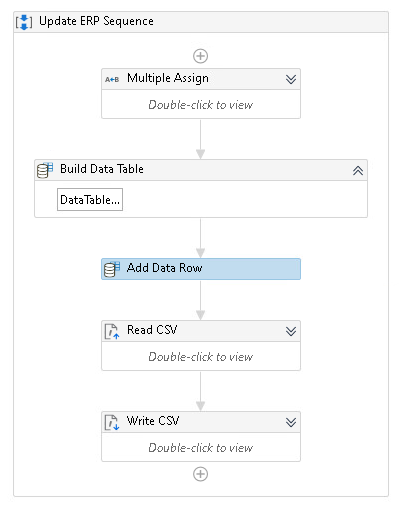 Update ERP Sequence
A+B Multiple Assign
Double-click to view
Build Data Table
DataTable...
Add Data Row
Read CSV
Double-click to view
Write CSV
Double-click to view